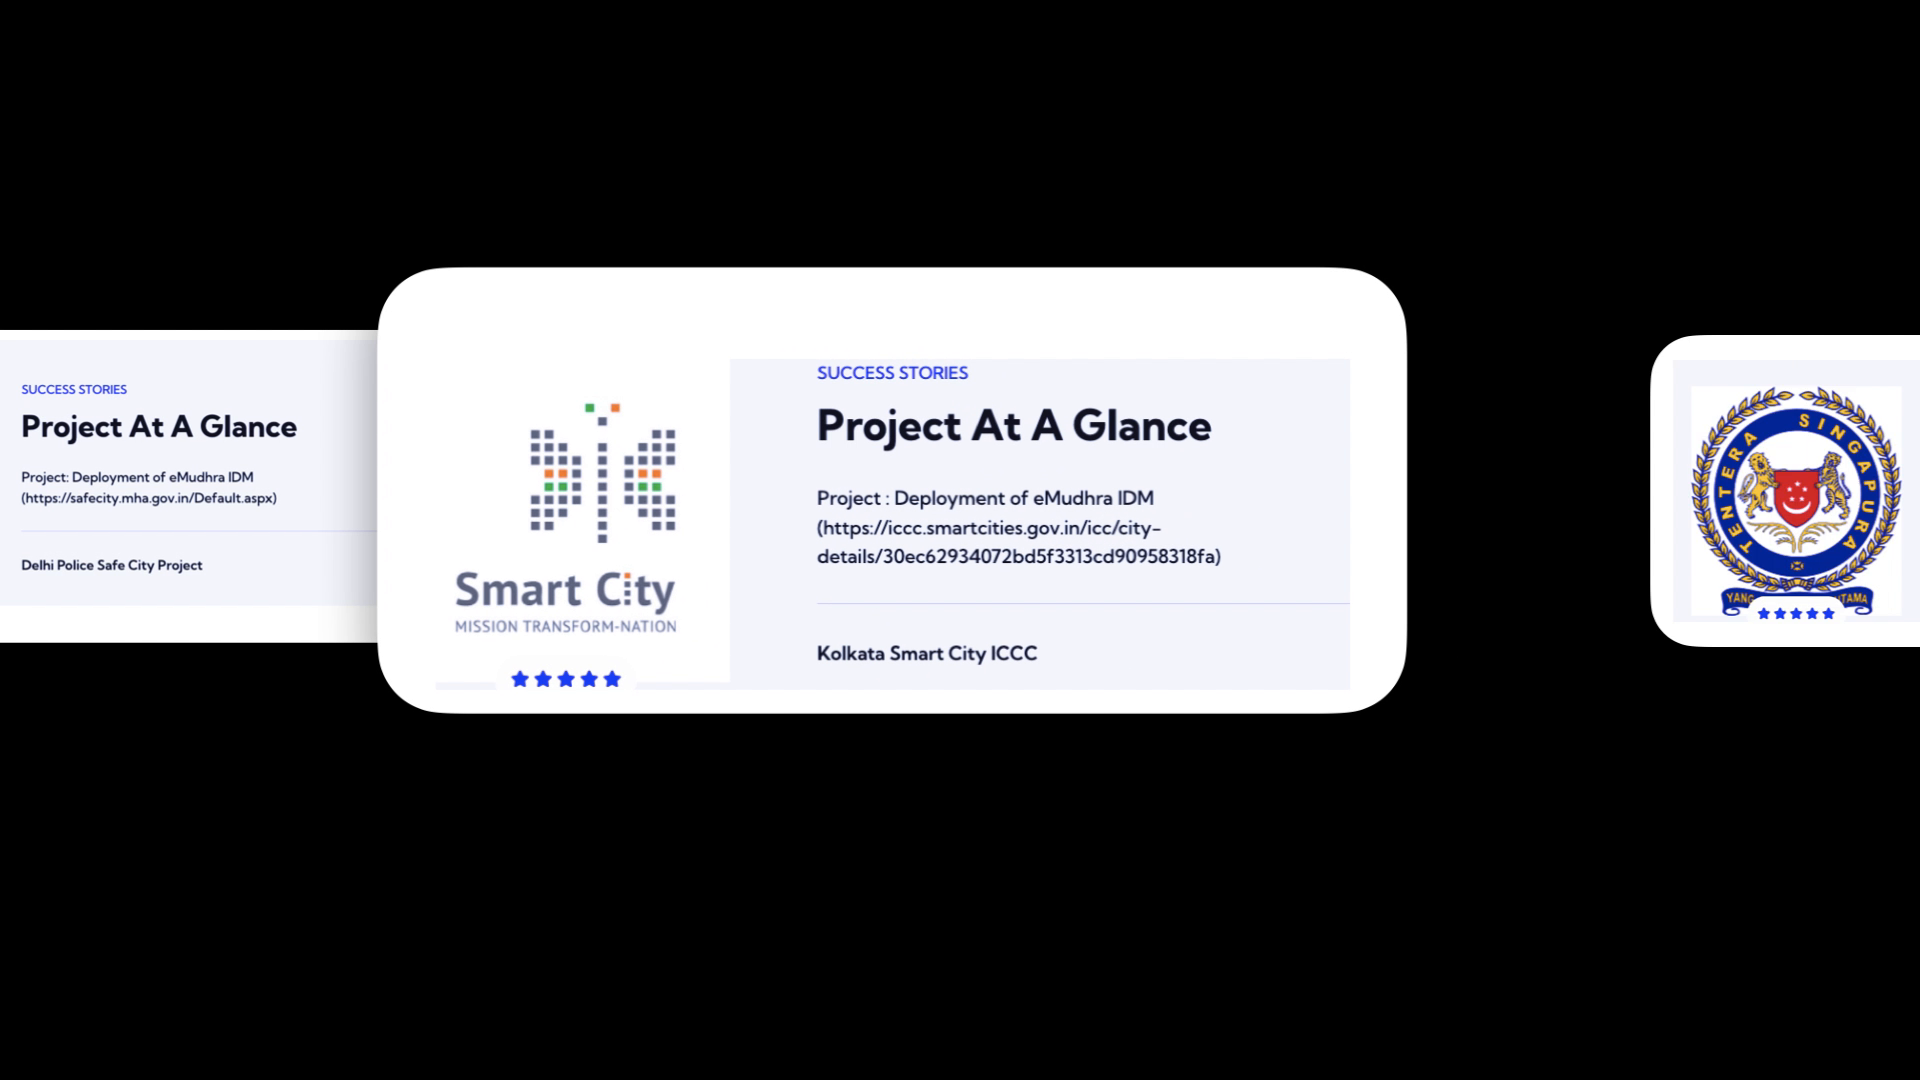 SUCCESS STORIES
Project At A Glance
Project: Deployment of eMudhra IDM
(https://safecity.mha.gov.in/Default.aspx)
Delhi Police Safe City Project
Smart City
MISSION TRANSFORM-NATION
SUCCESS STORIES
Project At A Glance
Project : Deployment of eMudhra IDM
(https://iccc.smartcities.gov.in/icc/city-
details/30ec62934072bd5f3313cd90958318fa)
Kolkata Smart City ICCC
TENTERA SINGAPURA